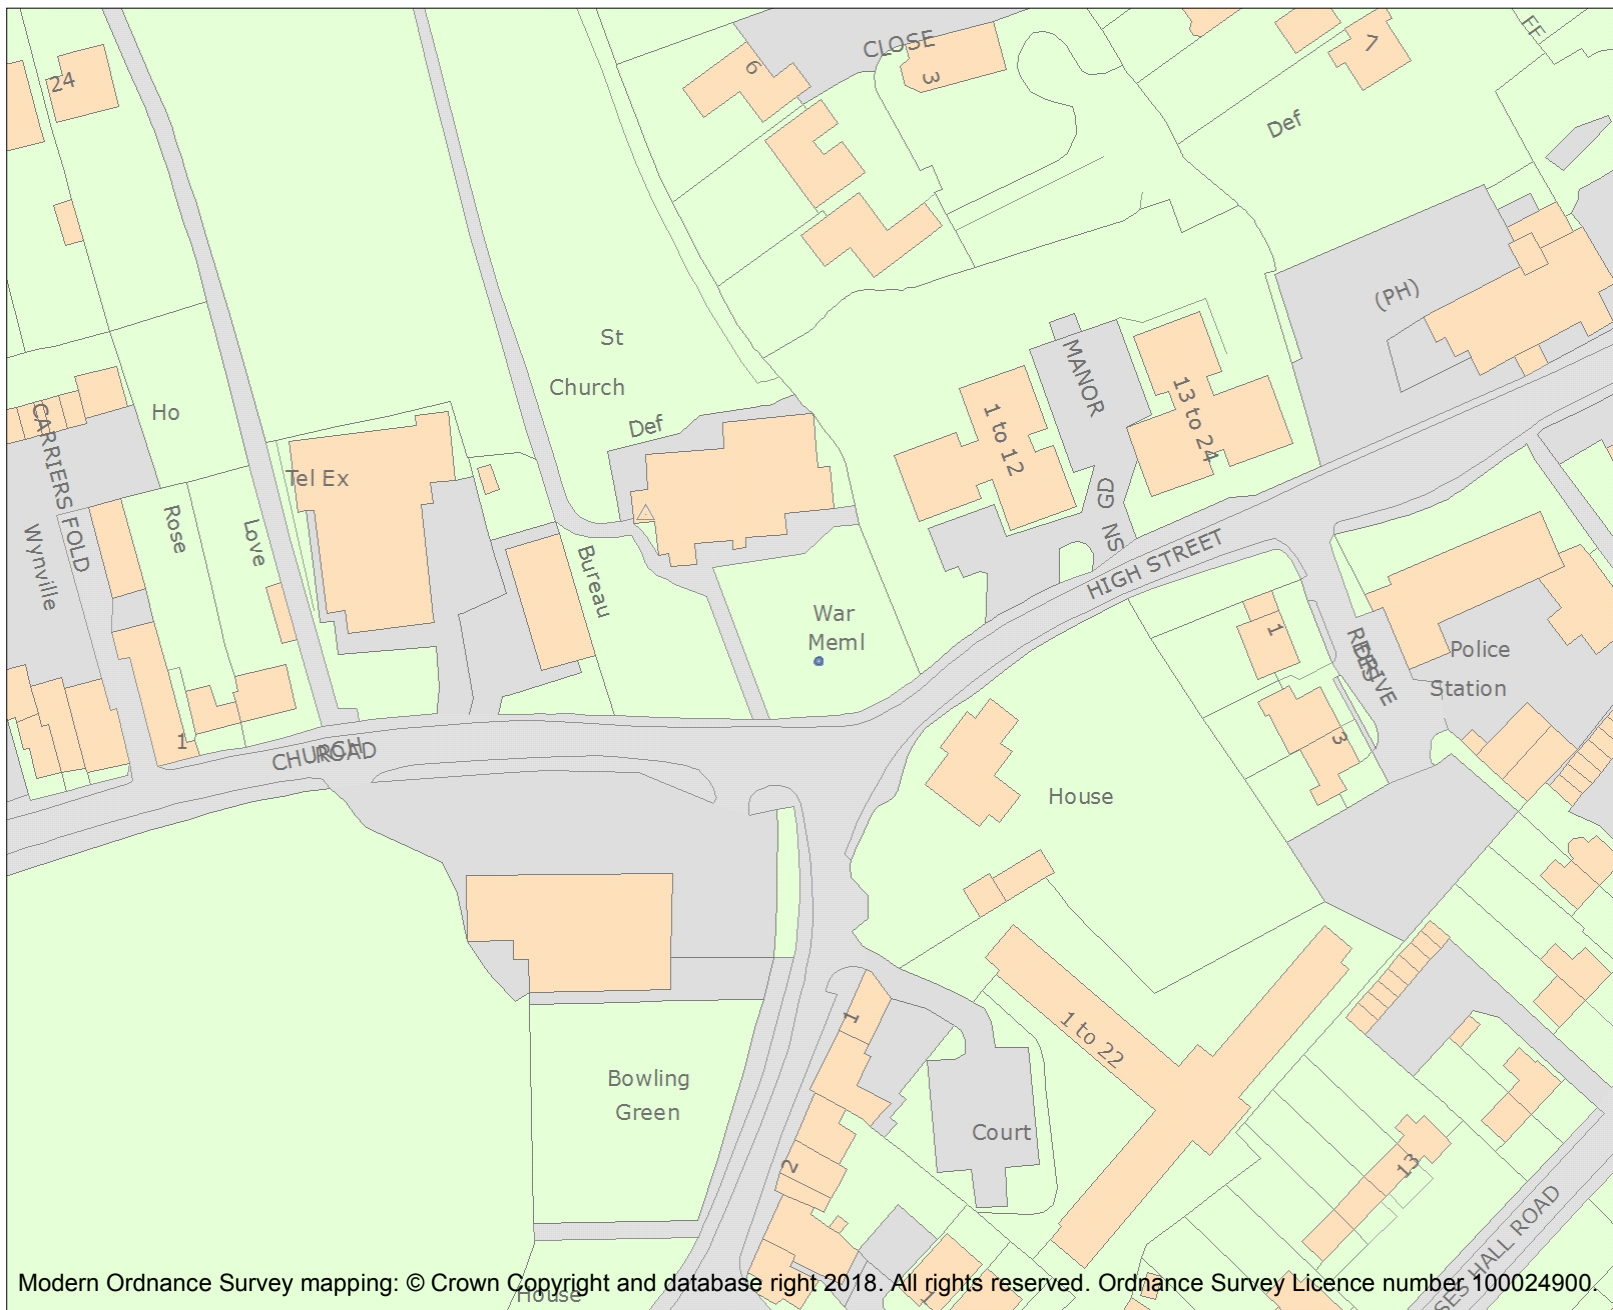 CLOSE
6
3
7
FF
24
Def
(PH)
St
Church
Def
MANOR
GD NS
1 to 12
13 to 24
Ho
CARRIERS FOLD
Tel Ex
Rose
Love
Wynville
Bureau
HIGH STREET
War
Meml
1
3
DRIVE
Police
Station
1
CHURCH
ROAD
House
1
1 to 22
Bowling
Green
Court
2
13
SES HALL ROAD
House
1
Modern Ordnance Survey mapping: © Crown Copyright and database right 2018. All rights reserved. Ordnance Survey Licence number 100024900.